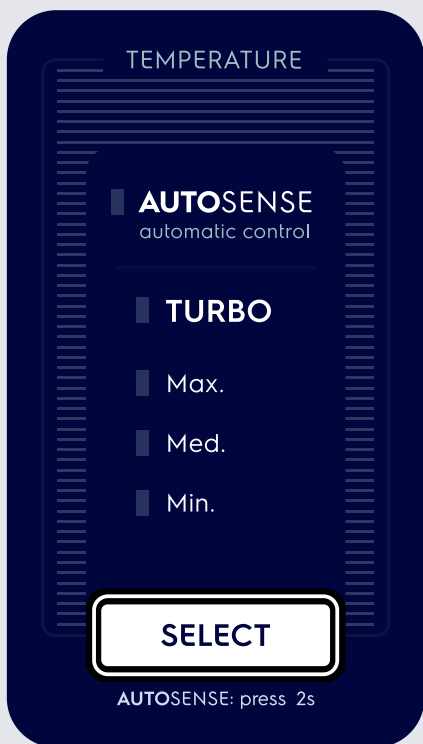 TEMPERATURE
AUTOSENSE
automatic control
TURBO
Max.
Med.
Min.
SELECT
AUTOSENSE: press 2s